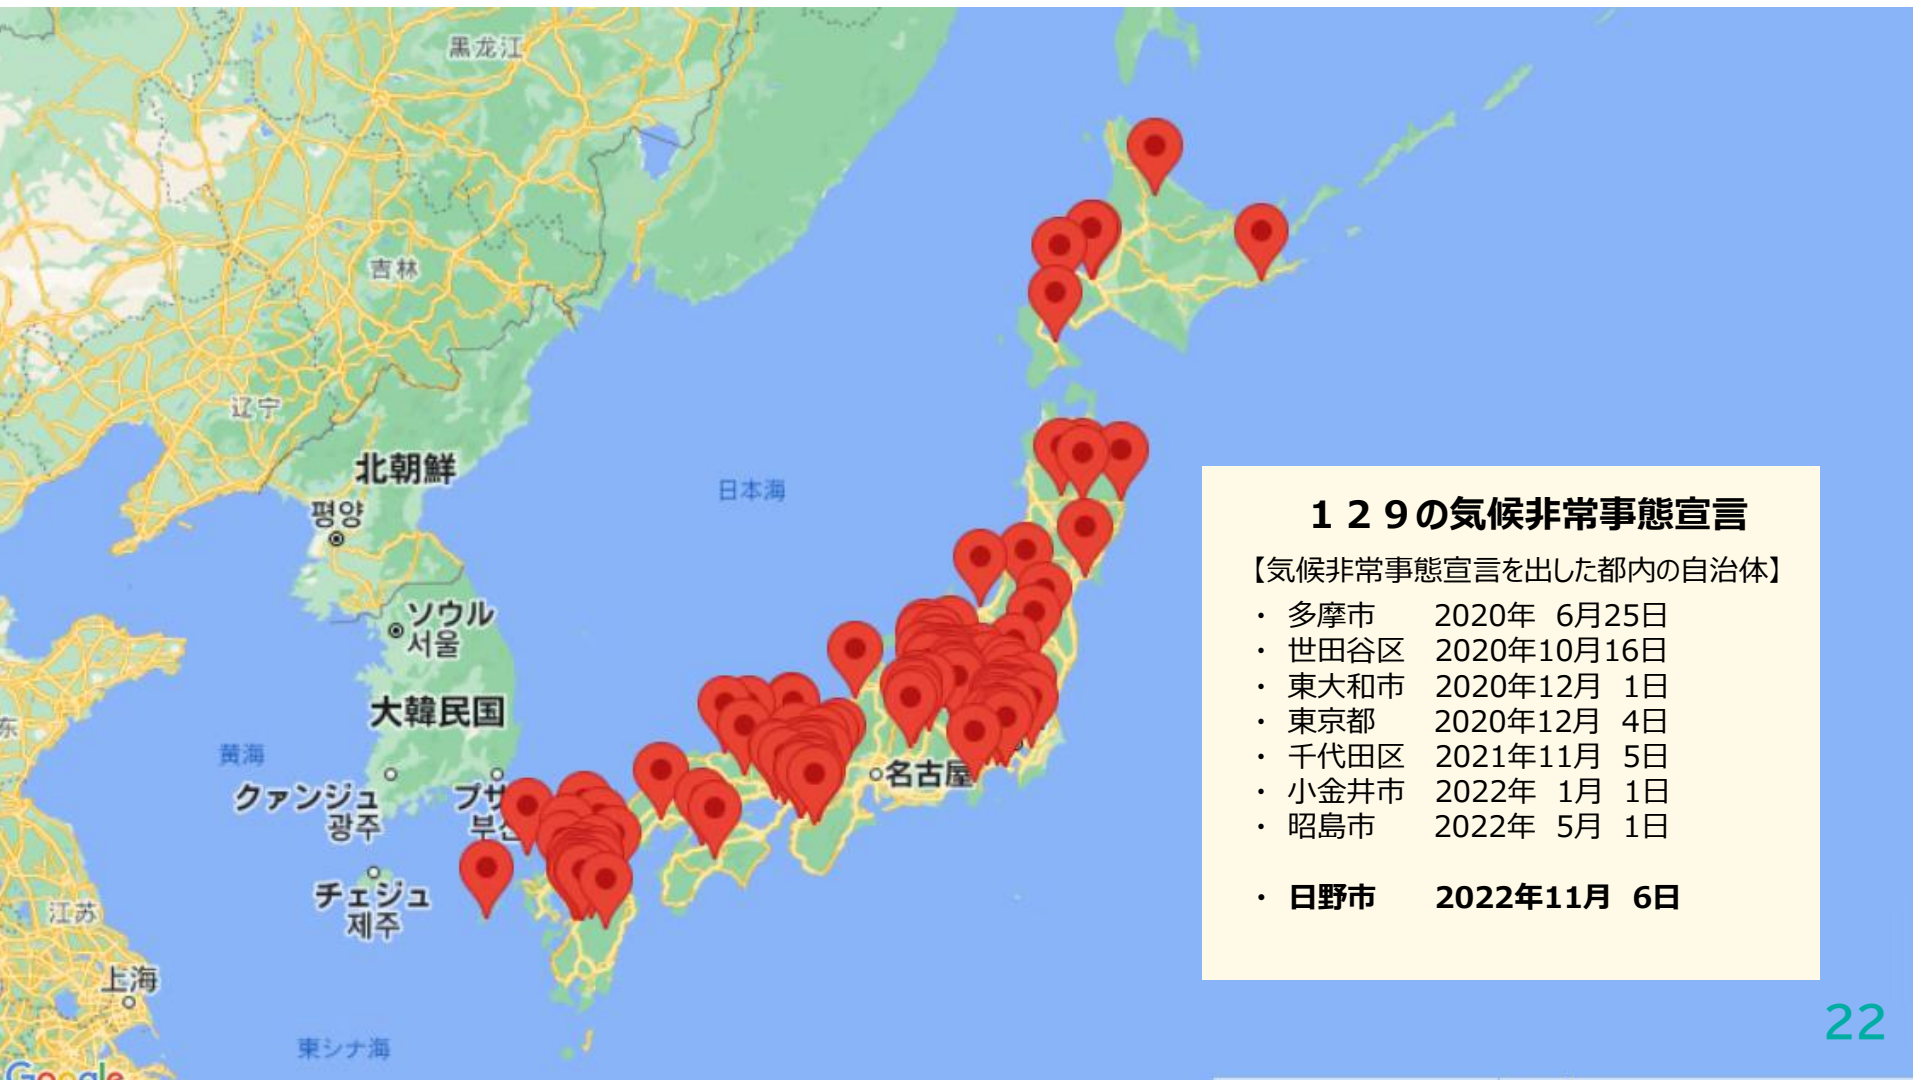 黑龙江
吉林
辽宁
北朝鮮
평양
日本海
ソウル
서울
大韓民国
黄海
クァンジュ
광주
プサ
부산
名古屋
チェジュ
제주
江苏
上海
東シナ海
东
Google
129の気候非常事態宣言
【気候非常事態宣言を出した都内の自治体】
・ 多摩市 2020年 6月25日
・ 世田谷区 2020年10月16日
・ 東大和市 2020年12月 1日
・ 東京都 2020年12月 4日
・ 千代田区 2021年11月 5日
・ 小金井市 2022年 1月 1日
・ 昭島市 2022年 5月 1日
・ 日野市 2022年11月 6日
22